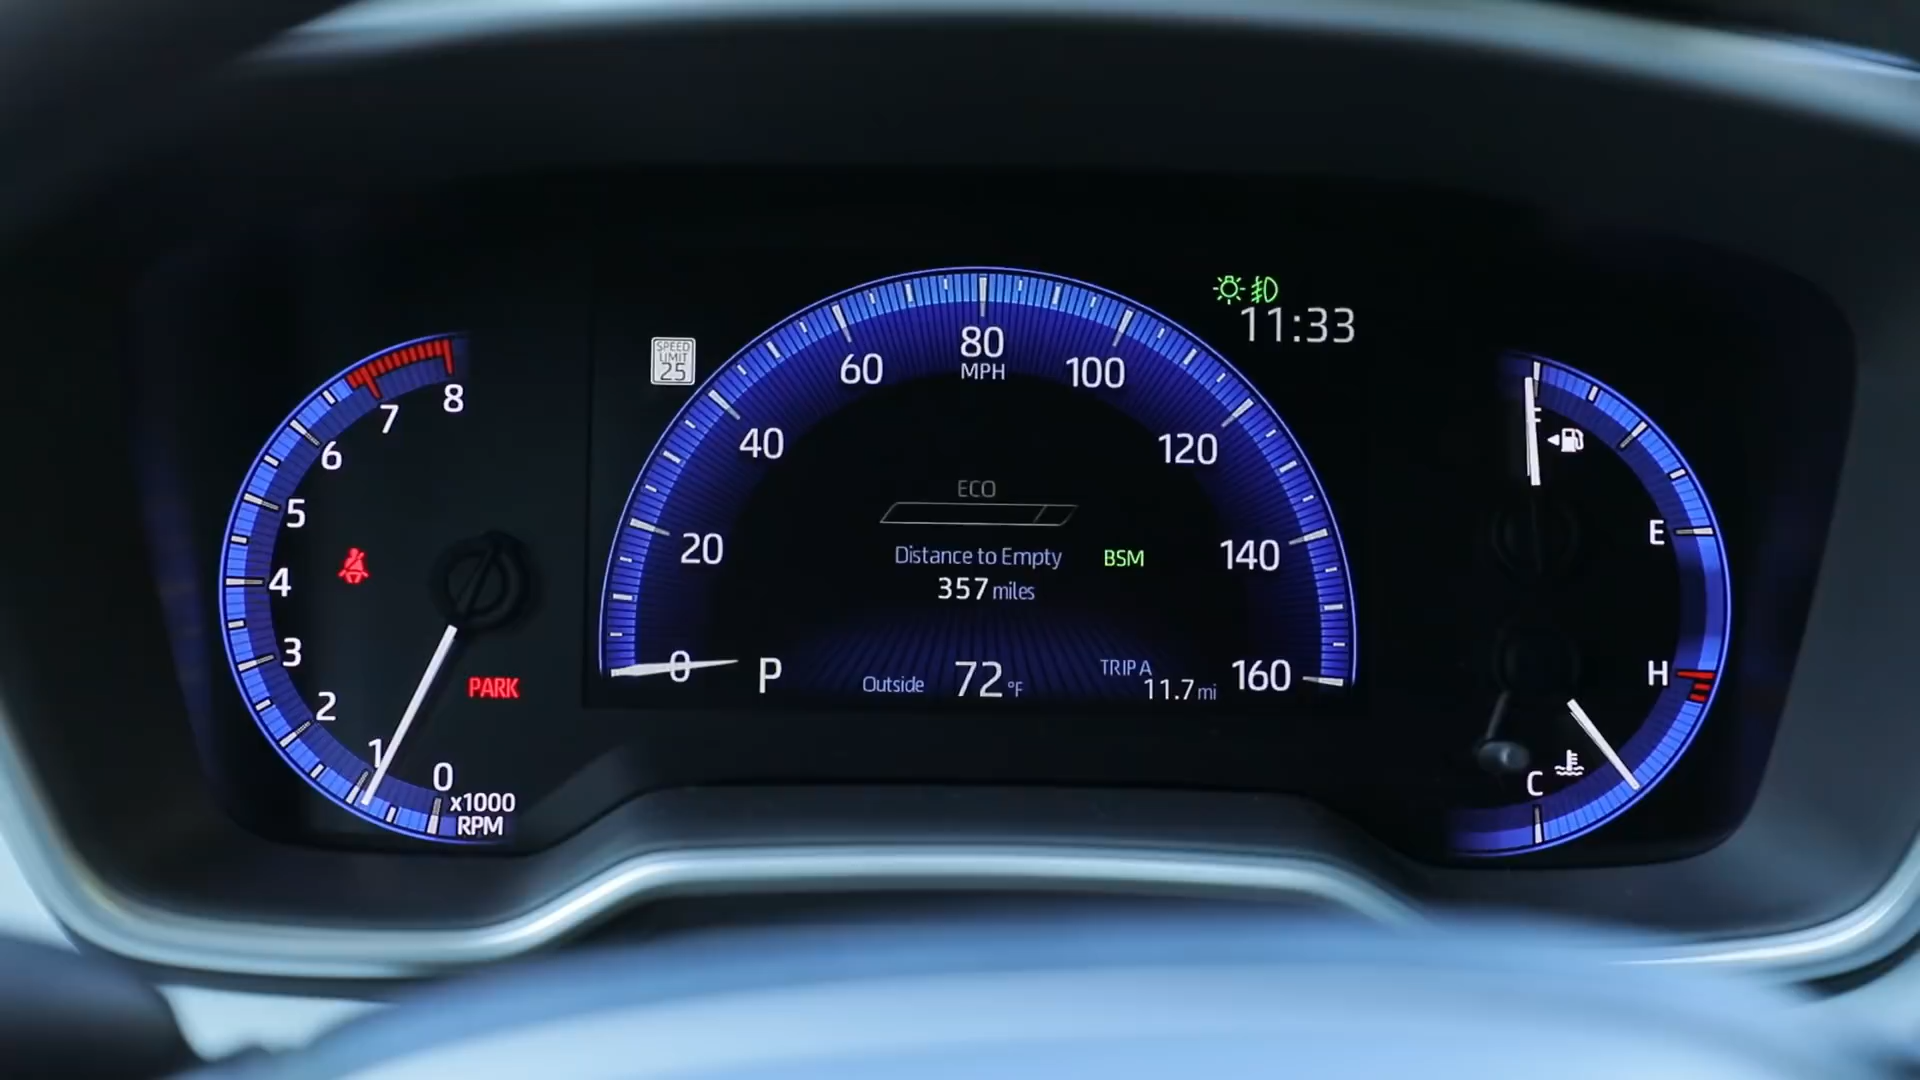 8
7
6
5
4
3
2
1
0
x1000
RPM
PARK
SPEED
LIMIT
25
0
20
40
60
80
MPH
100
120
140
160
11:33
ECO
Distance to Empty
357 miles
BSM
P
Outside 72 °F
TRIP A
11.7 mi
F
E
H
C